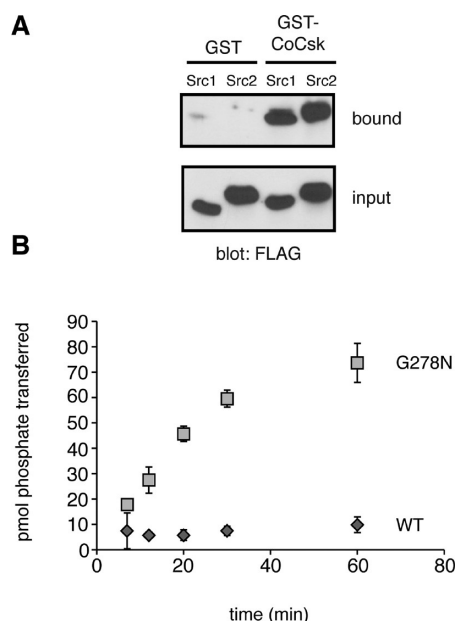 A
GST
GST-
CoCsk
Src1 Src2 Src1 Src2
bound
input
blot: FLAG
B
pmol phosphate transferred
90
80
70
60
50
40
30
20
10
0
G278N
WT
0 20 40 60 80
time (min)